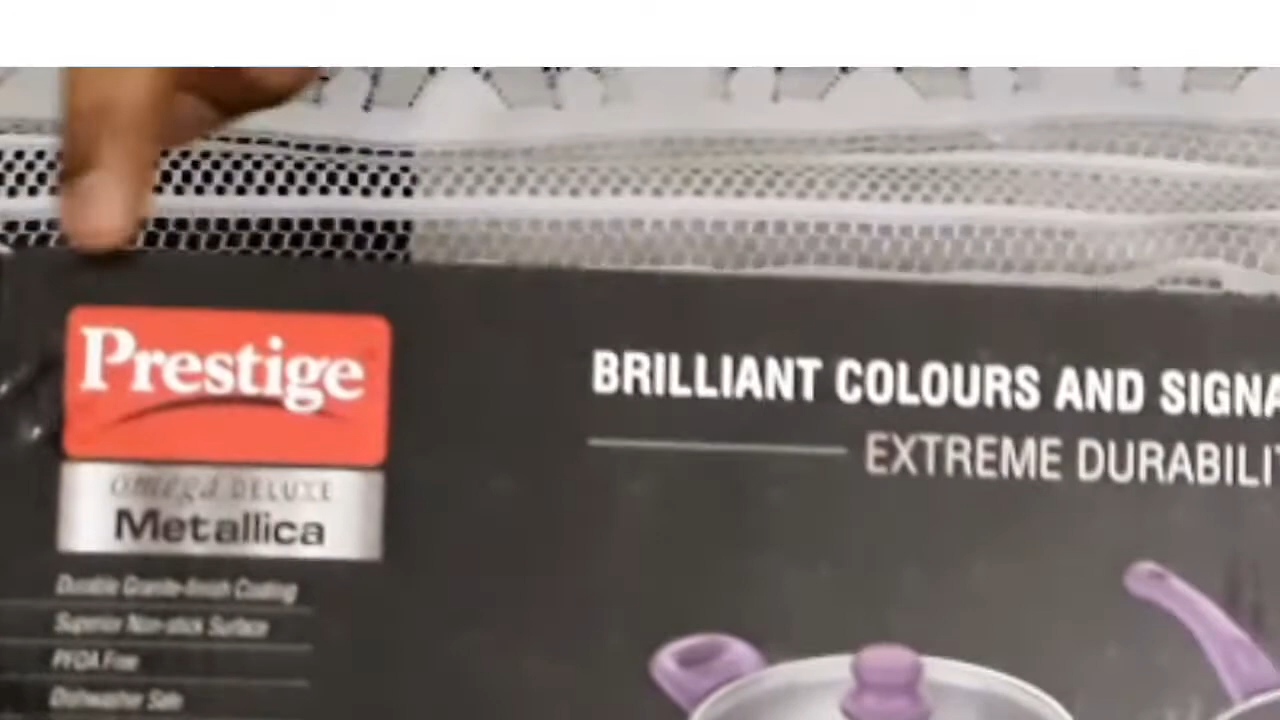 Prestige
omega DELUXE
Metallica
Durable Granite-finish Coating
Superior Non-stick Surface
PFOA Free
Dishwasher Safe
BRILLIANT COLOURS AND SIGNA
EXTREME DURABILIT